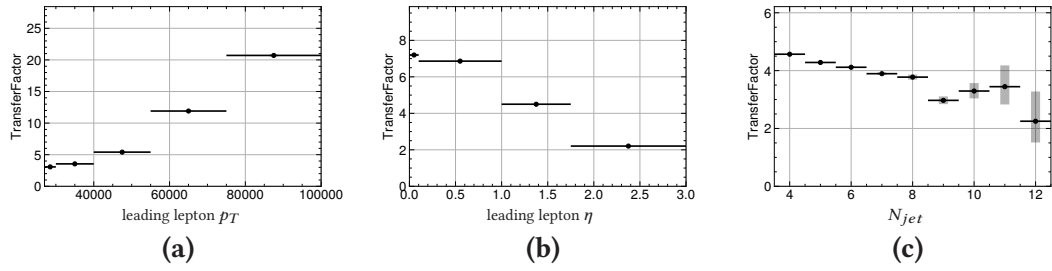 TransferFactor
25
20
15
10
5
0
40000 60000 80000 100000
leading lepton p_T
(a)
TransferFactor
8
6
4
2
0
0.0 0.5 1.0 1.5 2.0 2.5 3.0
leading lepton η
(b)
TransferFactor
6
4
2
0
4 6 8 10 12
N_jet
(c)